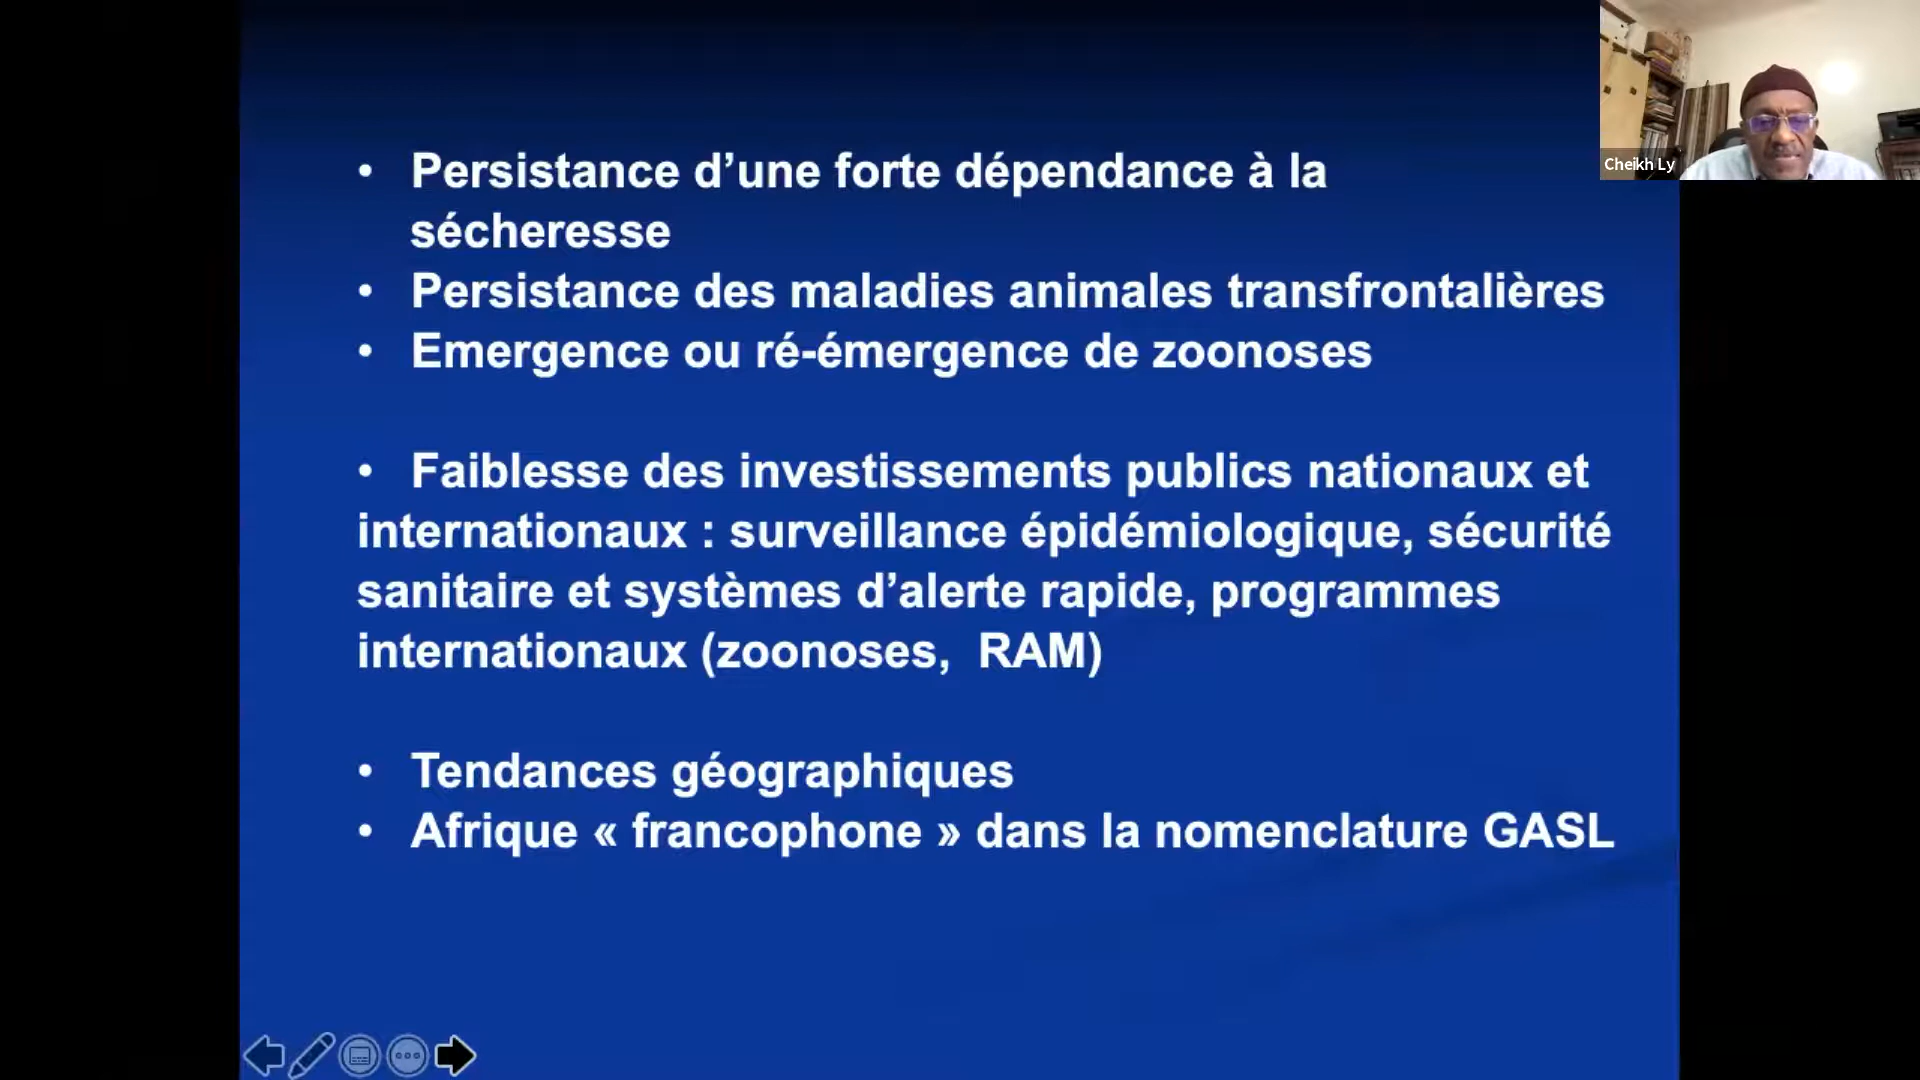 • Persistance d’une forte dépendance à la
sécheresse
• Persistance des maladies animales transfrontalières
• Emergence ou ré-émergence de zoonoses
• Faiblesse des investissements publics nationaux et
internationaux : surveillance épidémiologique, sécurité
sanitaire et systèmes d’alerte rapide, programmes
internationaux (zoonoses, RAM)
• Tendances géographiques
• Afrique « francophone » dans la nomenclature GASL
Cheikh Ly